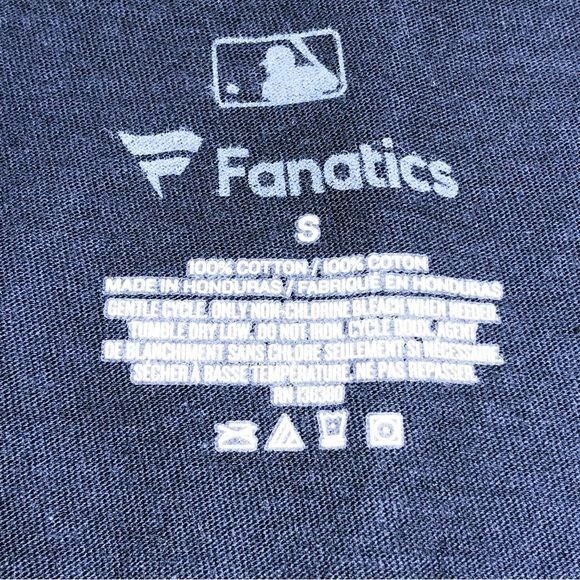 Fanatics
S
100% COTTON / 100% COTON
MADE IN HONDURAS / FABRIQUÉ EN HONDURAS
GENTLE CYCLE. ONLY NON-CHLORINE BLEACH WHEN NEEDED.
TUMBLE DRY LOW. DO NOT IRON. CYCLE DOUX. AGENT
DE BLANCHIMENT SANS CHLORE SEULEMENT SI NÉCESSAIRE.
SÉCHER À BASSE TEMPÉRATURE. NE PAS REPASSER.
RN 136380